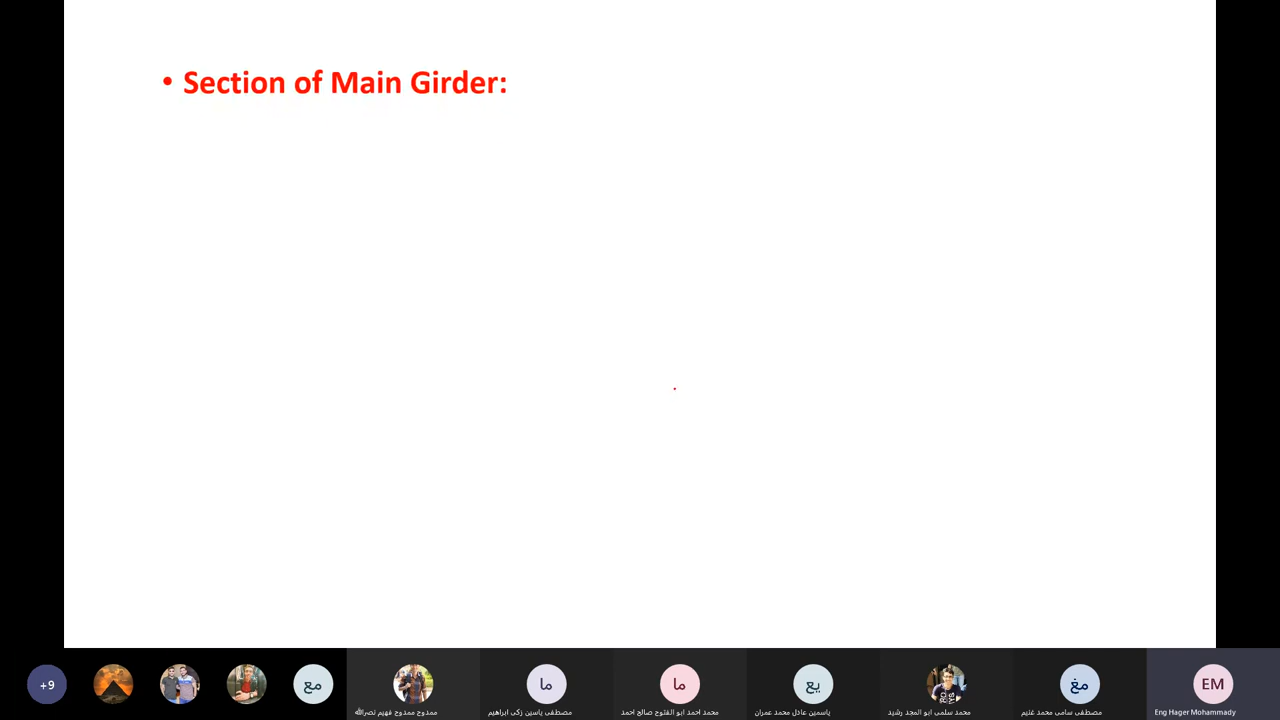 • Section of Main Girder:
+9
مع
ممدوح ممدوح فهيم نصرالله
ما
مصطفى ياسين زكى ابراهيم
ما
محمد احمد ابو الفتوح صالح احمد
يع
ياسمين عادل محمد عمران
محمد سلمى ابو المجد رشيد
مغ
مصطفى سامى محمد غنيم
EM
Eng Hager Mohammady